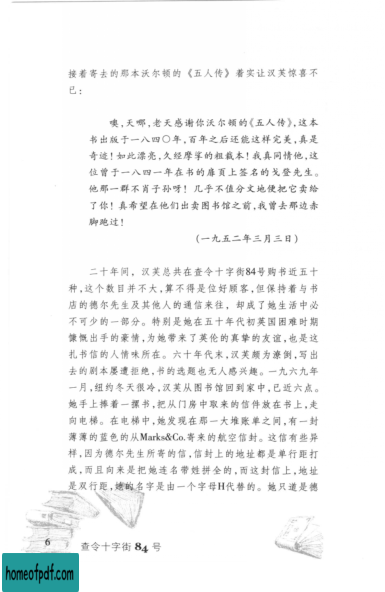 接着寄去的那本沃尔顿的《五人传》着实让汉芙惊喜不
已：
噢，天哪，老天感谢你沃尔顿的《五人传》，这本
书出版于一八四〇年，百年之后还能这样完美，真是
奇迹！如此漂亮，久经摩挲的粗裁本！我真同情他，这
位曾于一八四一年在书的扉页上签名的戈登先生。
他那一群不肖子孙呀！几乎不值分文地便把它卖给
了你！真希望在他们出卖图书馆之前，我曾去那边赤
脚跑过！
（一九五二年三月三日）
二十年间，汉芙总共在查令十字街84号购书近五十
种，这个数目并不大，算不得是位好顾客，但保持着与书
店的德尔先生及其他人的通信来往，却成了她生活中必
不可少的一部分。特别是她在五十年代初英国困难时期
慷慨出手的豪情，为她带来了英伦的真挚的友谊，也是这
扎书信的人情味所在。六十年代末，汉芙颇为潦倒，写出
去的剧本屡遭拒绝，书的选题也无人感兴趣。一九六九年
一月，纽约冬天很冷，汉芙从图书馆回到家中，已近六点。
她手上捧着一摞书，把从门房中取来的信件放在书上，走
向电梯。在电梯中，她发现在那一大堆账单之间，有一封
薄薄的蓝色的从Marks&Co.寄来的航空信封。这信有些异
样，因为德尔先生所寄的信，信封上的地址都是单行距打
成，而且向来是把她连名带姓拼全的，而这封信上，地址
是双行距，她的名字是由一个字母H代替的。她只道是德
6
查令十字街84号
homeofpdf.com